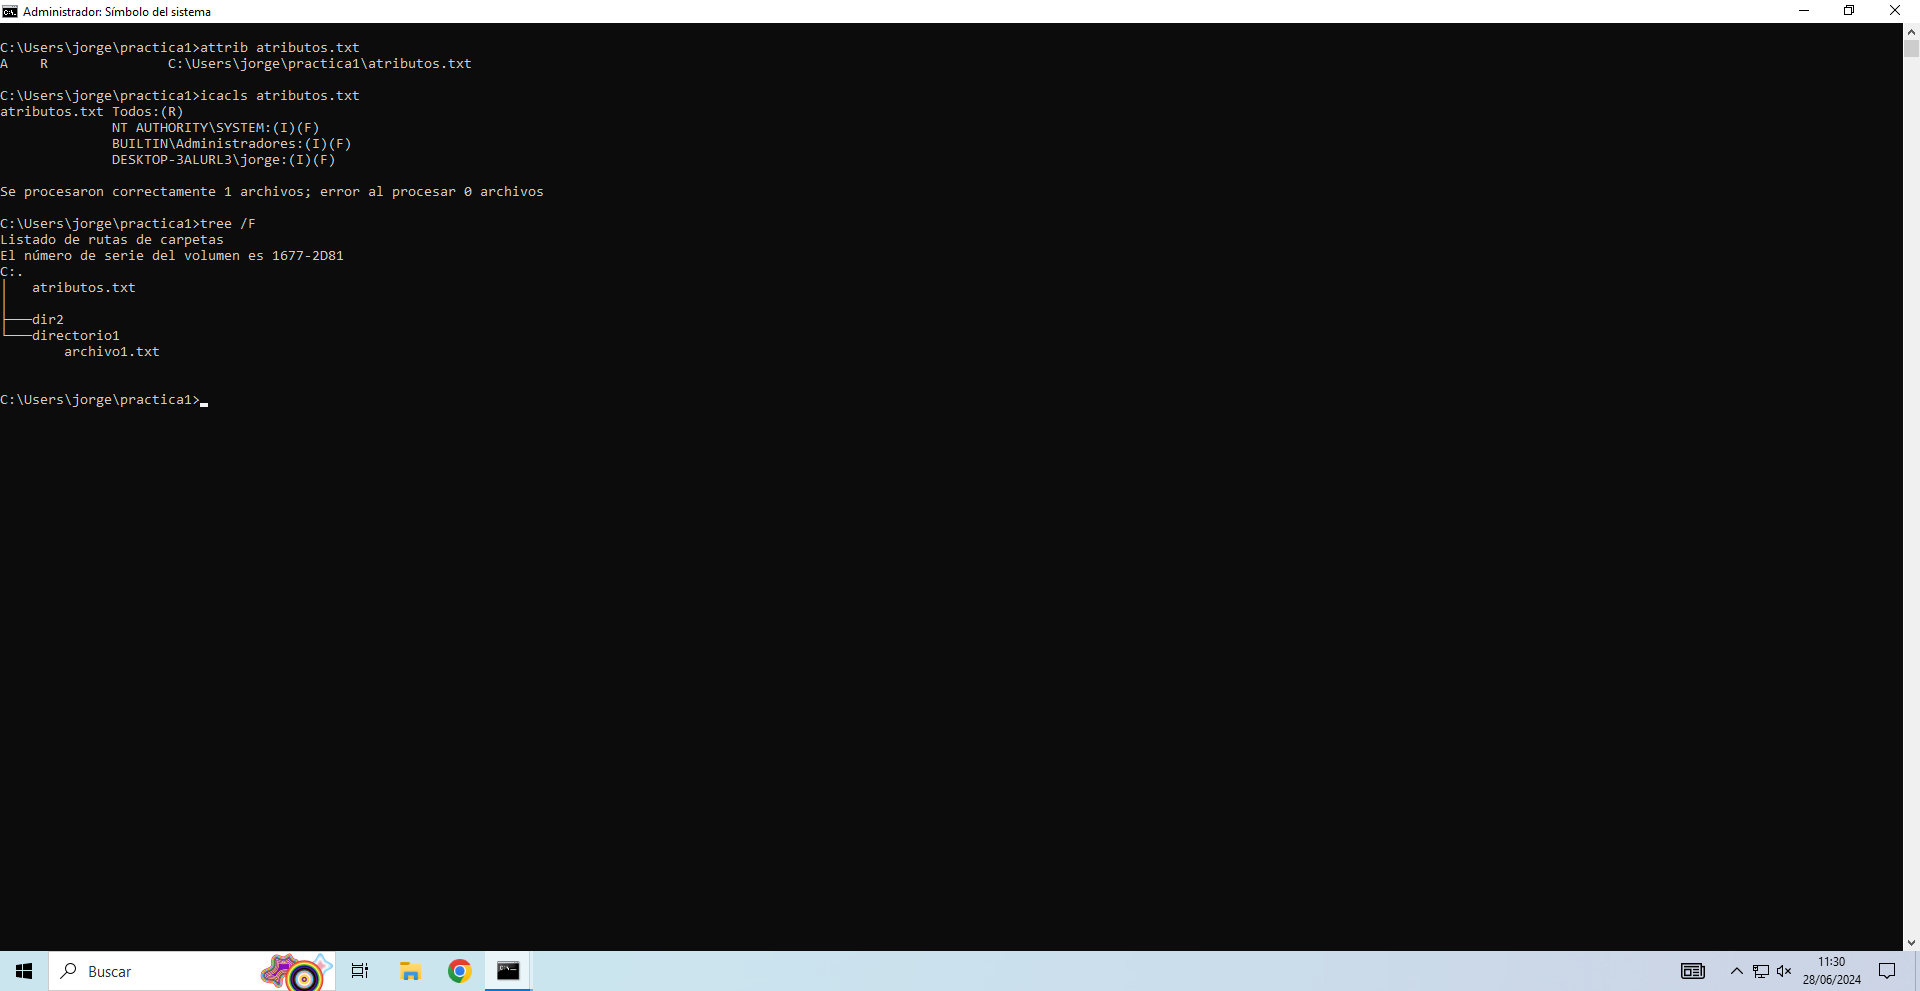 Administrador: Símbolo del sistema
C:\Users\jorge\practica1>attrib atributos.txt
A    R               C:\Users\jorge\practica1\atributos.txt
C:\Users\jorge\practica1>icacls atributos.txt
atributos.txt Todos:(R)
              NT AUTHORITY\SYSTEM:(I)(F)
              BUILTIN\Administradores:(I)(F)
              DESKTOP-3ALURL3\jorge:(I)(F)
Se procesaron correctamente 1 archivos; error al procesar 0 archivos
C:\Users\jorge\practica1>tree /F
Listado de rutas de carpetas
El número de serie del volumen es 1677-2D81
C:.
│   atributos.txt
│
├───dir2
└───directorio1
        archivo1.txt
C:\Users\jorge\practica1>
Buscar
11:30
28/06/2024